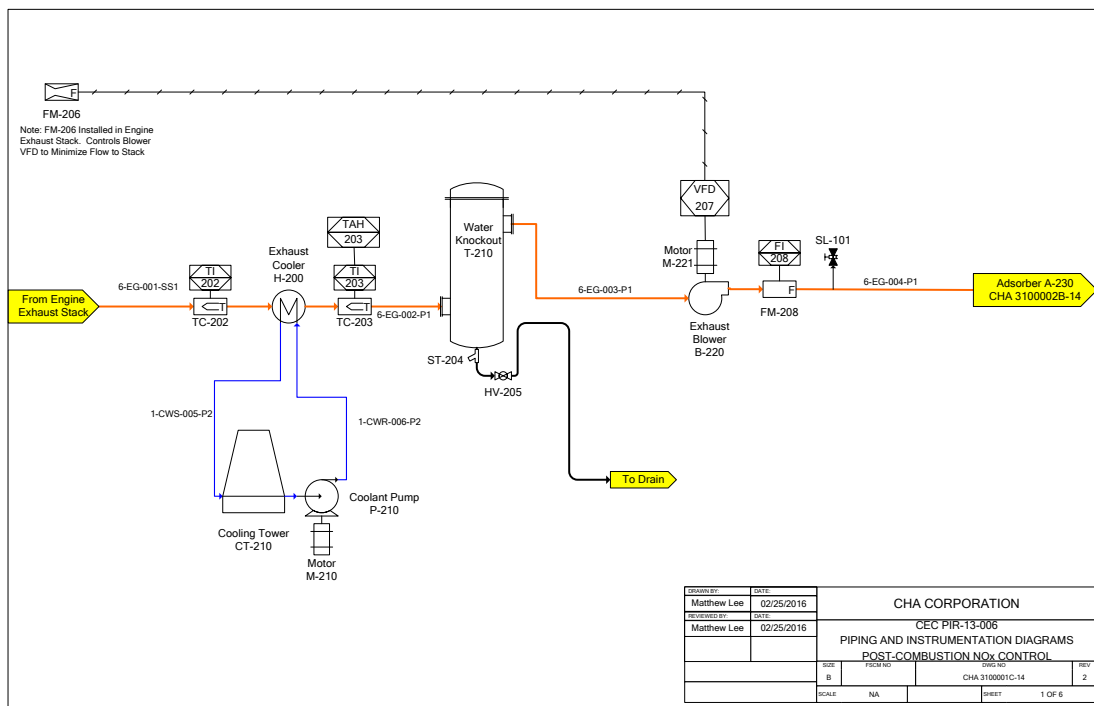 F
FM-206
Note: FM-206 Installed in Engine
Exhaust Stack.  Controls Blower
VFD to Minimize Flow to Stack
VFD
207
TAH
203
Water
Knockout
T-210
Motor
M-221
FI
208
SL-101
Exhaust
Cooler
H-200
TI
202
TI
203
6-EG-001-SS1
From Engine
Exhaust Stack
T
TC-202
T
TC-203
6-EG-002-P1
6-EG-003-P1
F
FM-208
6-EG-004-P1
Adsorber A-230
CHA 3100002B-14
Exhaust
Blower
B-220
ST-204
HV-205
1-CWS-005-P2
1-CWR-006-P2
To Drain
Coolant Pump
P-210
Cooling Tower
CT-210
Motor
M-210
DRAWN BY: DATE:
Matthew Lee 02/25/2016
REVIEWED BY: DATE:
Matthew Lee 02/25/2016
CHA CORPORATION
CEC PIR-13-006
PIPING AND INSTRUMENTATION DIAGRAMS
POST-COMBUSTION NOx CONTROL
SIZE FSCM NO DWG NO REV
B CHA 3100001C-14 2
SCALE NA SHEET 1 OF 6